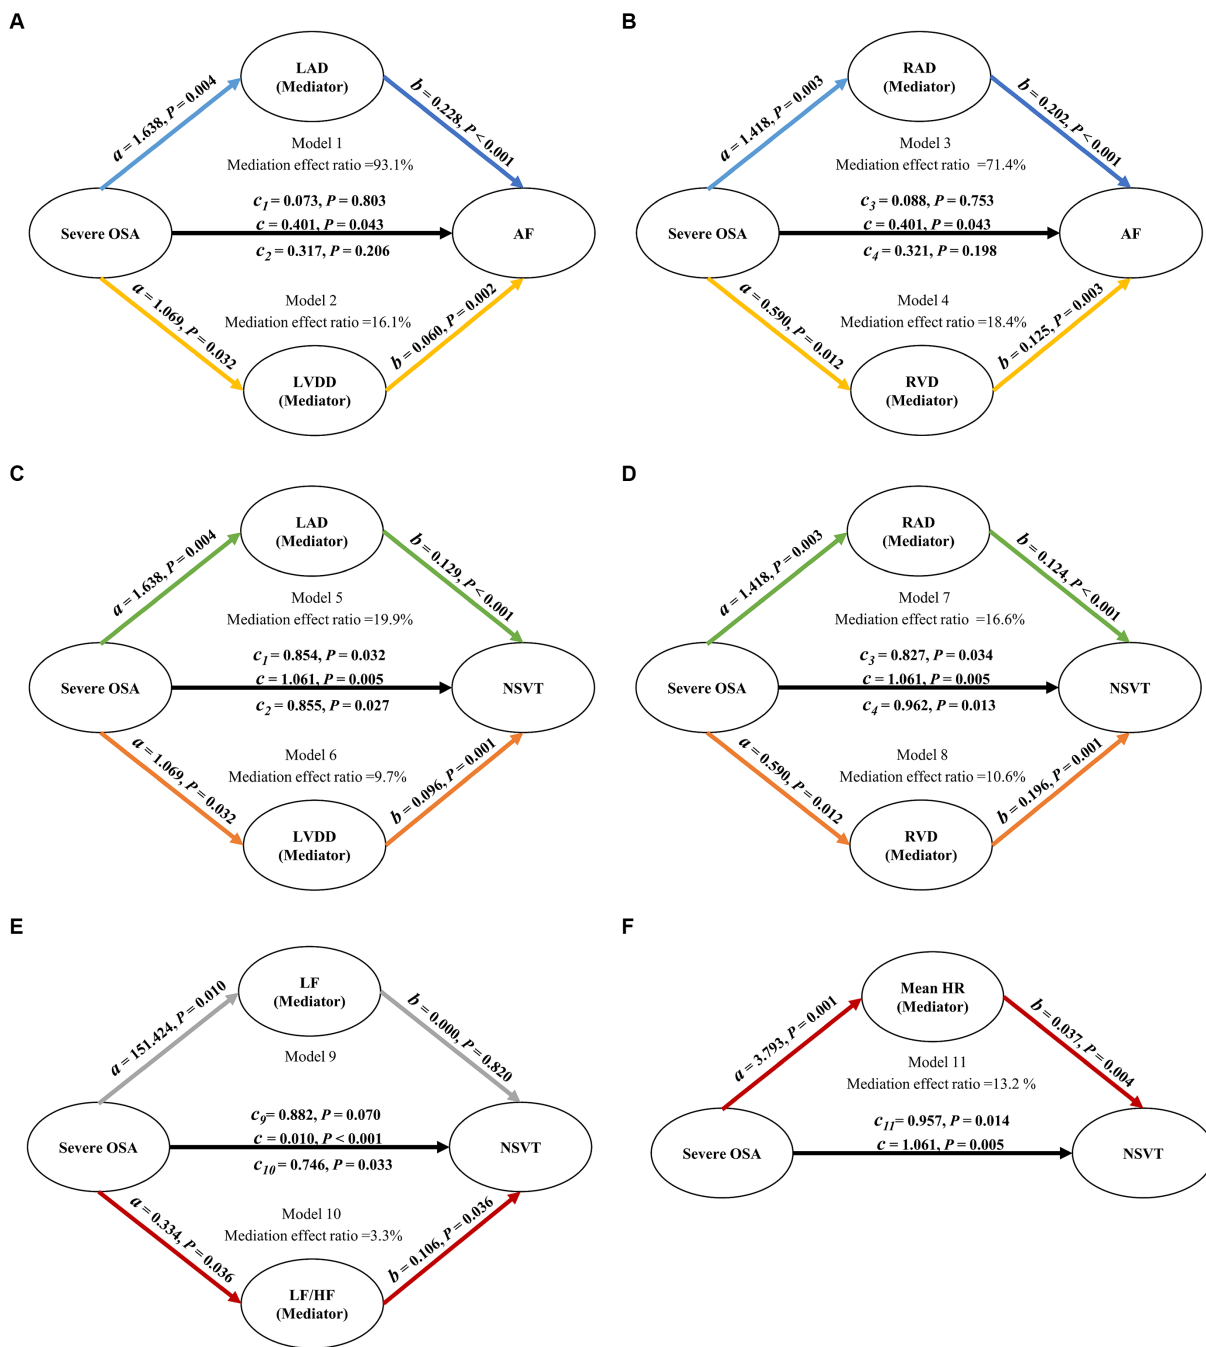 A
LAD
(Mediator)
a = 1.638, P = 0.004
b = 0.228, P < 0.001
Model 1
Mediation effect ratio =93.1%
c1 = 0.073, P = 0.803
Severe OSA
c = 0.401, P = 0.043
AF
c2 = 0.317, P = 0.206
a = 1.069, P = 0.032
b = 0.060, P = 0.002
Model 2
Mediation effect ratio =16.1%
LVDD
(Mediator)
B
RAD
(Mediator)
a = 1.418, P = 0.003
b = 0.202, P < 0.001
Model 3
Mediation effect ratio =71.4%
c3 = 0.088, P = 0.753
Severe OSA
c = 0.401, P = 0.043
AF
c4 = 0.321, P = 0.198
a = 0.590, P = 0.012
b = 0.125, P = 0.003
Model 4
Mediation effect ratio =18.4%
RVD
(Mediator)
C
LAD
(Mediator)
a = 1.638, P = 0.004
b = 0.129, P < 0.001
Model 5
Mediation effect ratio =19.9%
c1 = 0.854, P = 0.032
Severe OSA
c = 1.061, P = 0.005
NSVT
c2 = 0.855, P = 0.027
a = 1.069, P = 0.032
b = 0.096, P = 0.001
Model 6
Mediation effect ratio =9.7%
LVDD
(Mediator)
D
RAD
(Mediator)
a = 1.418, P = 0.003
b = 0.124, P < 0.001
Model 7
Mediation effect ratio =16.6%
c3 = 0.827, P = 0.034
Severe OSA
c = 1.061, P = 0.005
NSVT
c4 = 0.962, P = 0.013
a = 0.590, P = 0.012
b = 0.196, P = 0.001
Model 8
Mediation effect ratio =10.6%
RVD
(Mediator)
E
LF
(Mediator)
a = 151.424, P = 0.010
b = 0.000, P = 0.820
Model 9
c9= 0.882, P = 0.070
Severe OSA
c = 0.010, P < 0.001
NSVT
c10 = 0.746, P = 0.033
a = 0.334, P = 0.036
b = 0.106, P = 0.036
Model 10
Mediation effect ratio =3.3%
LF/HF
(Mediator)
F
Mean HR
(Mediator)
a = 3.793, P = 0.001
b = 0.037, P = 0.004
Model 11
Mediation effect ratio =13.2 %
c11 = 0.957, P = 0.014
Severe OSA
c = 1.061, P = 0.005
NSVT